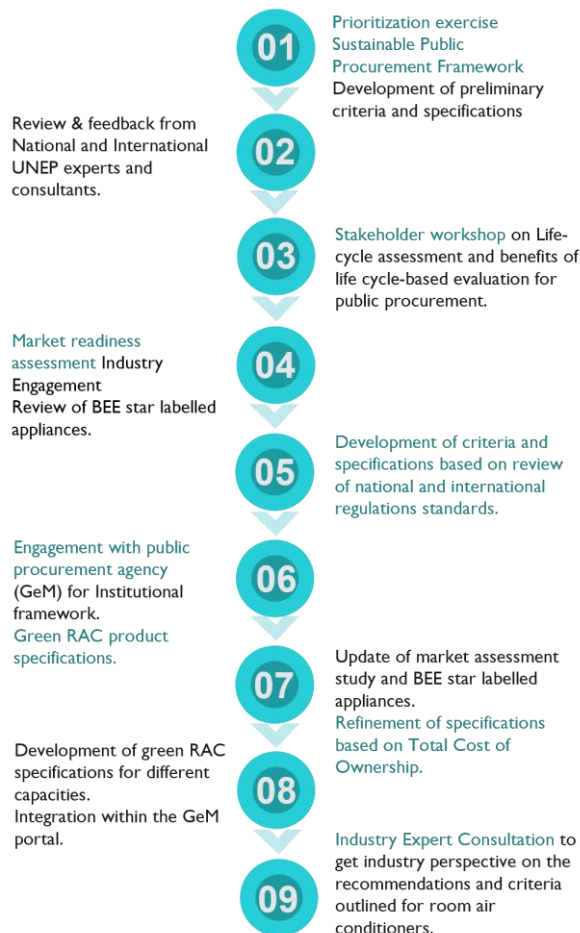 01
Prioritization exercise
Sustainable Public
Procurement Framework
Development of preliminary
criteria and specifications
Review & feedback from
National and International
UNEP experts and
consultants.
02
03
Stakeholder workshop on Life-
cycle assessment and benefits of
life cycle-based evaluation for
public procurement.
Market readiness
assessment Industry
Engagement
Review of BEE star labelled
appliances.
04
05
Development of criteria and
specifications based on review
of national and international
regulations standards.
Engagement with public
procurement agency
(GeM) for Institutional
framework.
Green RAC product
specifications.
06
07
Update of market assessment
study and BEE star labelled
appliances.
Refinement of specifications
based on Total Cost of
Ownership.
Development of green RAC
specifications for different
capacities.
Integration within the GeM
portal.
08
09
Industry Expert Consultation to
get industry perspective on the
recommendations and criteria
outlined for room air
conditioners.